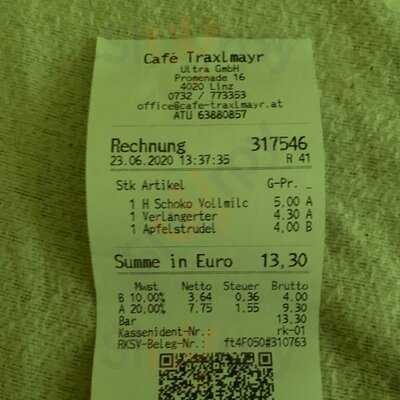 Café Traxlmayr
Ultra GmbH
Promenade 16
4020 Linz
0732 / 773353
office@cafe-traxlmayr.at
ATU 63880857
Rechnung 317546
23.06.2020 13:37:35 R 41
Stk Artikel G-Pr. _
1 H Schoko Vollmilc 5,00 A
1 Verlängerter 4,30 A
1 Apfelstrudel 4,00 B
Summe in Euro 13,30
Mwst Netto Steuer Brutto
B 10,00% 3,64 0,36 4,00
A 20,00% 7,75 1,55 9,30
Bar 13,30
Kassenident-Nr.: rk-01
RKSV-Beleg-Nr.: ft4F050#310763